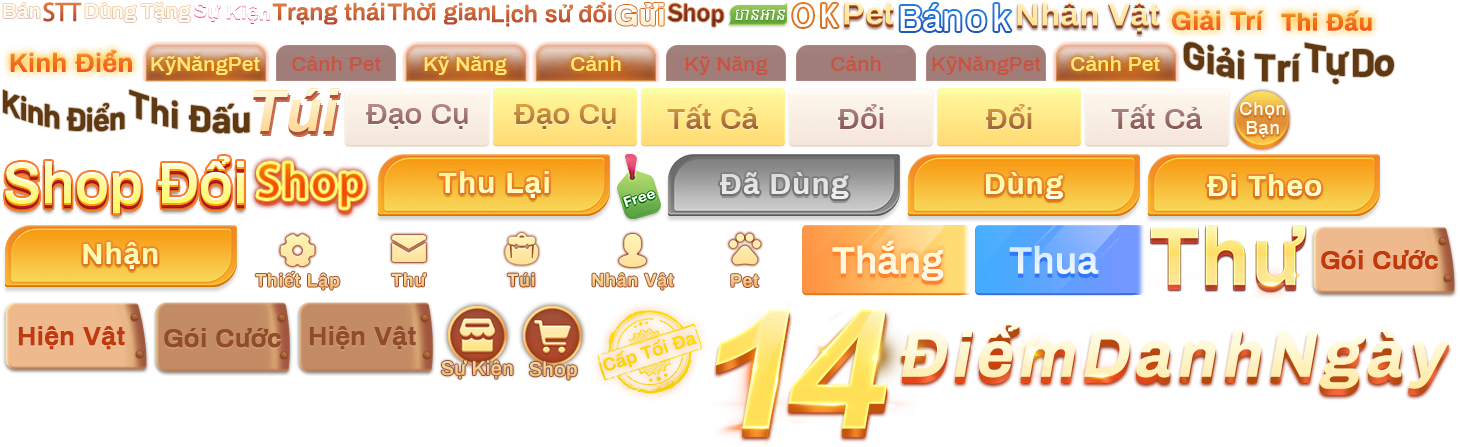 Bán STT Dùng Tặng Sự Kiện Trạng thái Thời gian Lịch sử đổi Gửi Shop OK Pet Bán ok Nhân Vật Giải Trí Thi Đấu
Kinh Điển KỹNăngPet Cảnh Pet Kỹ Năng Cảnh Kỹ Năng Cảnh KỹNăngPet Cảnh Pet Giải Trí Tự Do
Kinh Điển Thi Đấu Túi Đạo Cụ Đạo Cụ Tất Cả Đổi Đổi Tất Cả Chọn
Bạn
Shop Đổi Shop Thu Lại Free Đã Dùng Dùng Đi Theo
Nhận Thiết Lập Thư Túi Nhân Vật Pet Thắng Thua Thư Gói Cước
Hiện Vật Gói Cước Hiện Vật Sự Kiện Shop Cấp Tối Đa 14 ĐiểmDanhNgày